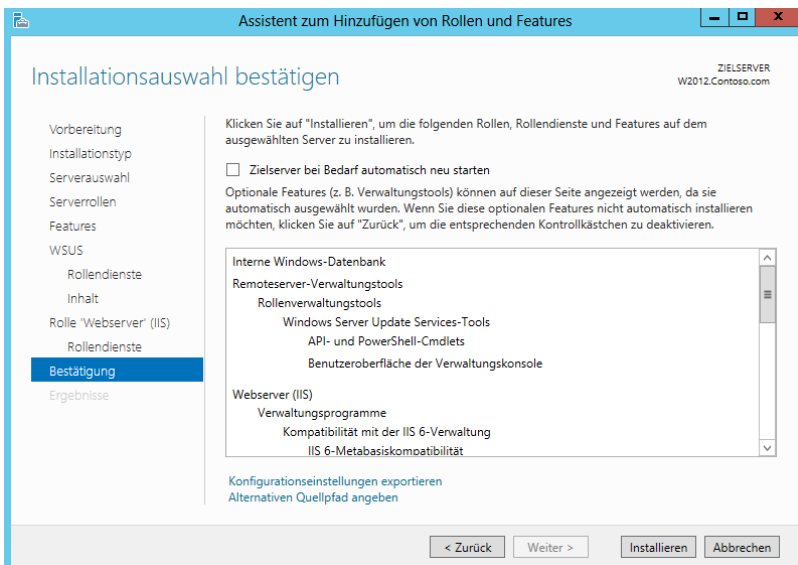 Assistent zum Hinzufügen von Rollen und Features
Installationsauswahl bestätigen
ZIELSERVER
W2012.Contoso.com
Vorbereitung
Installationstyp
Serverauswahl
Serverrollen
Features
WSUS
Rollendienste
Inhalt
Rolle 'Webserver' (IIS)
Rollendienste
Bestätigung
Ergebnisse
Klicken Sie auf "Installieren", um die folgenden Rollen, Rollendienste und Features auf dem
ausgewählten Server zu installieren.
Zielserver bei Bedarf automatisch neu starten
Optionale Features (z. B. Verwaltungstools) können auf dieser Seite angezeigt werden, da sie
automatisch ausgewählt wurden. Wenn Sie diese optionalen Features nicht automatisch installieren
möchten, klicken Sie auf "Zurück", um die entsprechenden Kontrollkästchen zu deaktivieren.
Interne Windows-Datenbank
Remoteserver-Verwaltungstools
Rollenverwaltungstools
Windows Server Update Services-Tools
API- und PowerShell-Cmdlets
Benutzeroberfläche der Verwaltungskonsole
Webserver (IIS)
Verwaltungsprogramme
Kompatibilität mit der IIS 6-Verwaltung
IIS 6-Metabasiskompatibilität
Konfigurationseinstellungen exportieren
Alternativen Quellpfad angeben
< Zurück
Weiter >
Installieren
Abbrechen